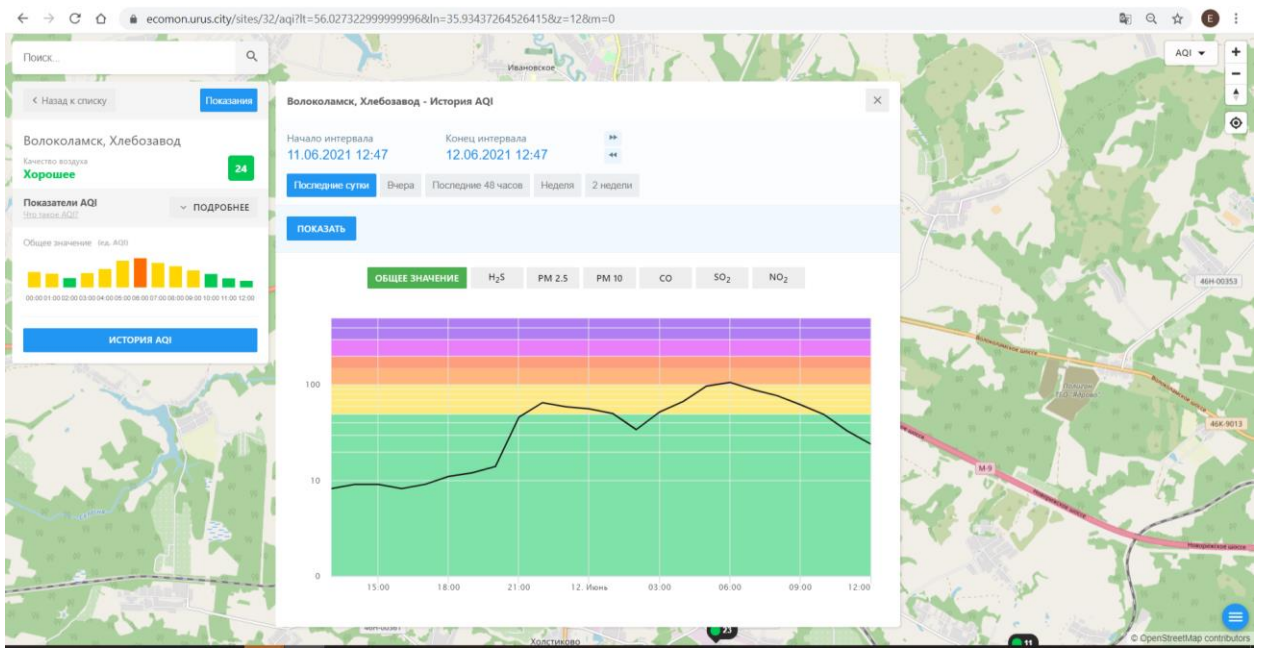 ecomon.urus.city/sites/32/aqi?lt=56.027322999999996&ln=35.93437264526415&z=12&m=0
E
Поиск...
Ивановское
AQI
+
−
< Назад к списку
Показания
Волоколамск, Хлебозавод - История AQI
×
Волоколамск, Хлебозавод
Качество воздуха
Хорошее
24
Начало интервала
Конец интервала
11.06.2021 12:47
12.06.2021 12:47
Последние сутки
Вчера
Последние 48 часов
Неделя
2 недели
Показатели AQI
Что такое AQI?
ПОДРОБНЕЕ
ПОКАЗАТЬ
Общее значение (ед. AQI)
00:00 01:00 02:00 03:00 04:00 05:00 06:00 07:00 08:00 09:00 10:00 11:00 12:00
ИСТОРИЯ AQI
ОБЩЕЕ ЗНАЧЕНИЕ
H2S
PM 2.5
PM 10
CO
SO2
NO2
100
10
0
15:00
18:00
21:00
12. Июнь
03:00
06:00
09:00
12:00
46Н-00353
Волоколамское шоссе
46К-9013
М-9
Новорижское шоссе
Новорижское шоссе
Холстиково
23
11
© OpenStreetMap contributors